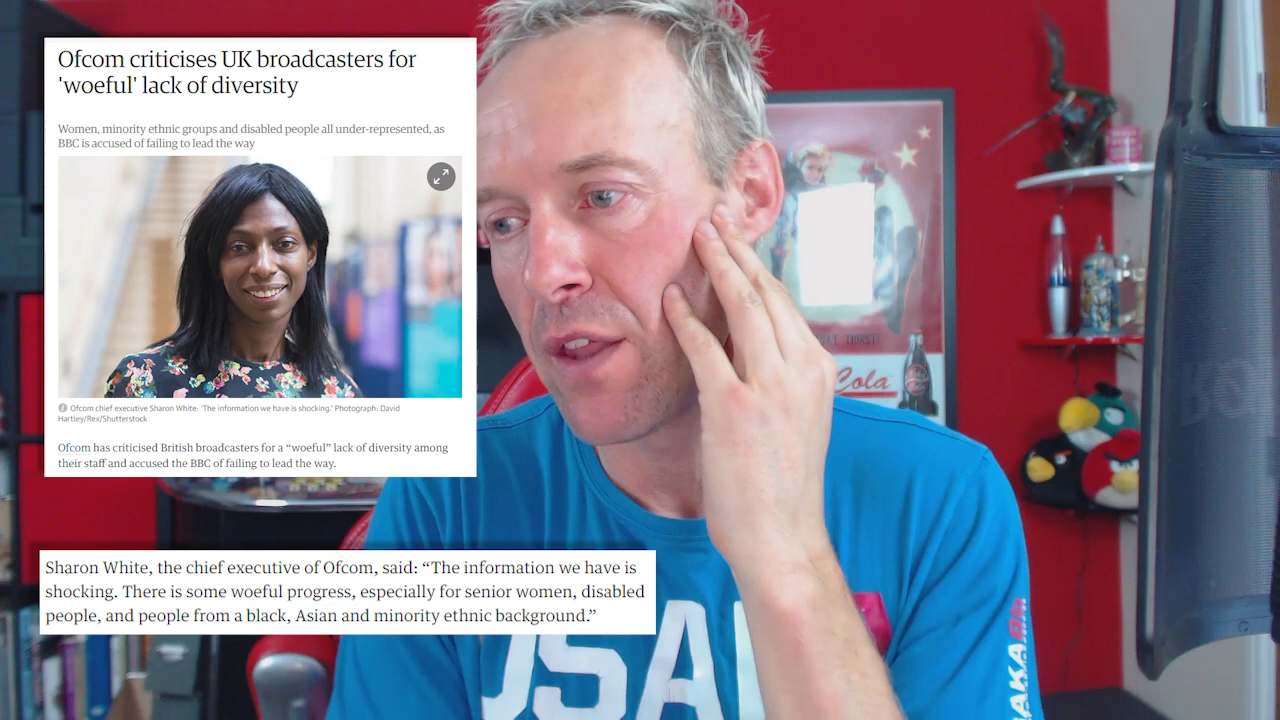 Ofcom criticises UK broadcasters for
'woeful' lack of diversity
Women, minority ethnic groups and disabled people all under-represented, as
BBC is accused of failing to lead the way
Ofcom chief executive Sharon White: 'The information we have is shocking.' Photograph: David
Hartley/Rex/Shutterstock
Ofcom has criticised British broadcasters for a “woeful” lack of diversity among
their staff and accused the BBC of failing to lead the way.
Sharon White, the chief executive of Ofcom, said: “The information we have is
shocking. There is some woeful progress, especially for senior women, disabled
people, and people from a black, Asian and minority ethnic background.”
Cola
OSAK